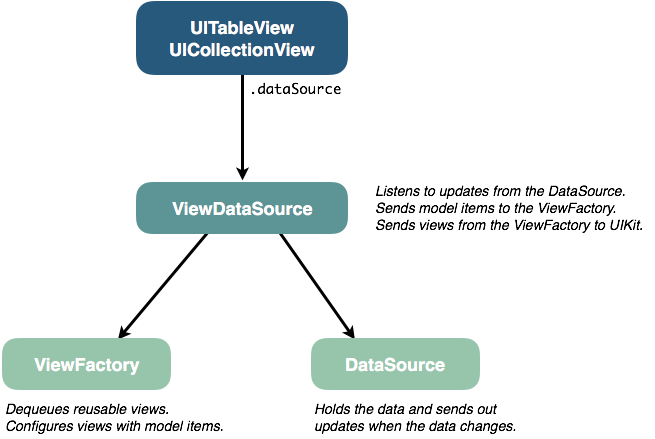 UITableView
UICollectionView
.dataSource
ViewDataSource
Listens to updates from the DataSource.
Sends model items to the ViewFactory.
Sends views from the ViewFactory to UIKit.
ViewFactory
Dequeues reusable views.
Configures views with model items.
DataSource
Holds the data and sends out
updates when the data changes.